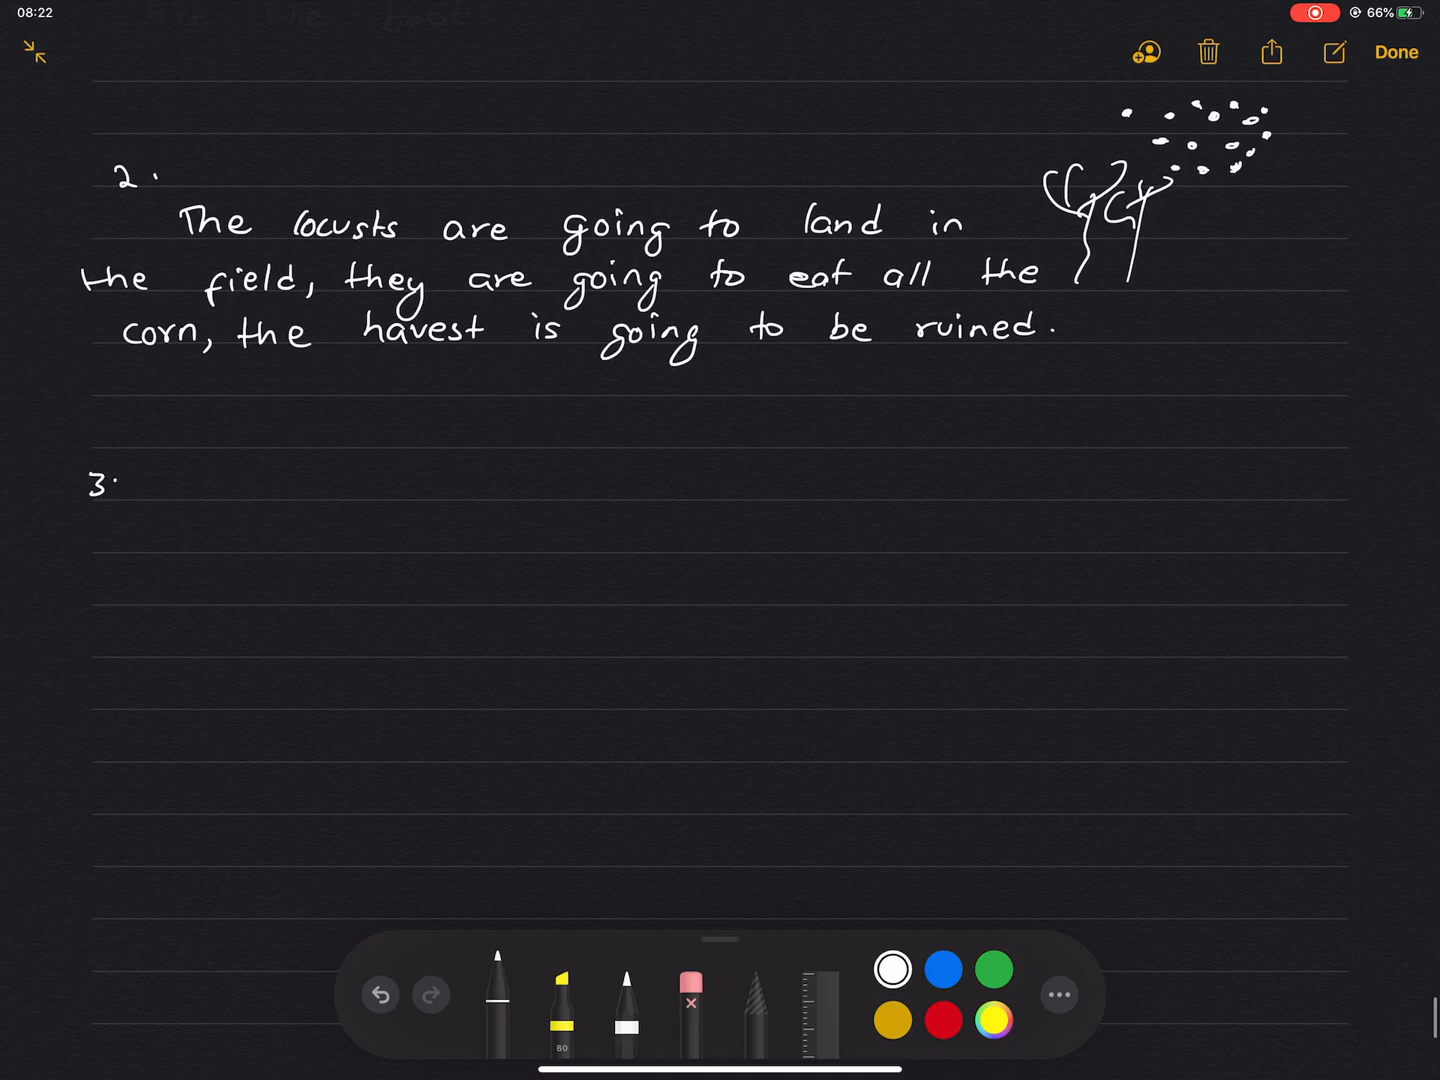 08:22
66%
Done
2.
The locusts are going to land in
the field, they are going to eat all the
corn, the havest is going to be ruined.
3.
80